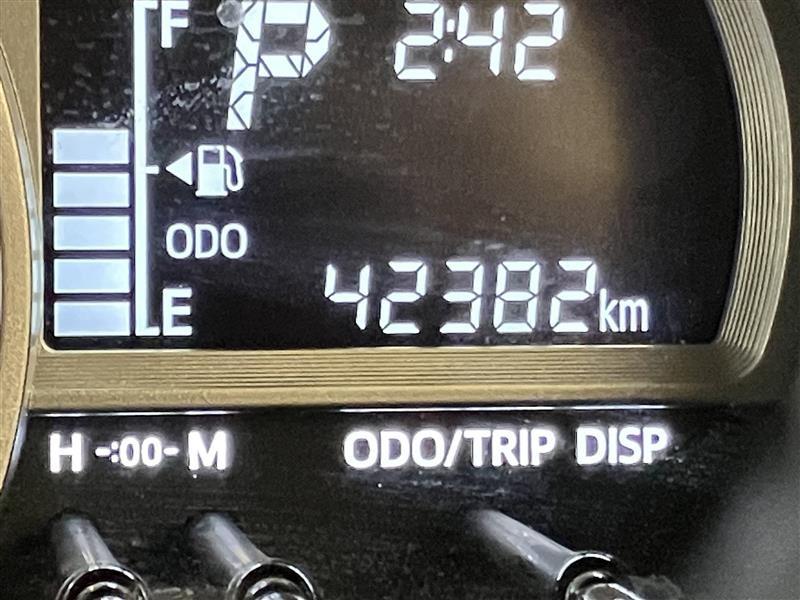 F P 2:42
ODO
E 42382km
H -:00- M ODO/TRIP DISP